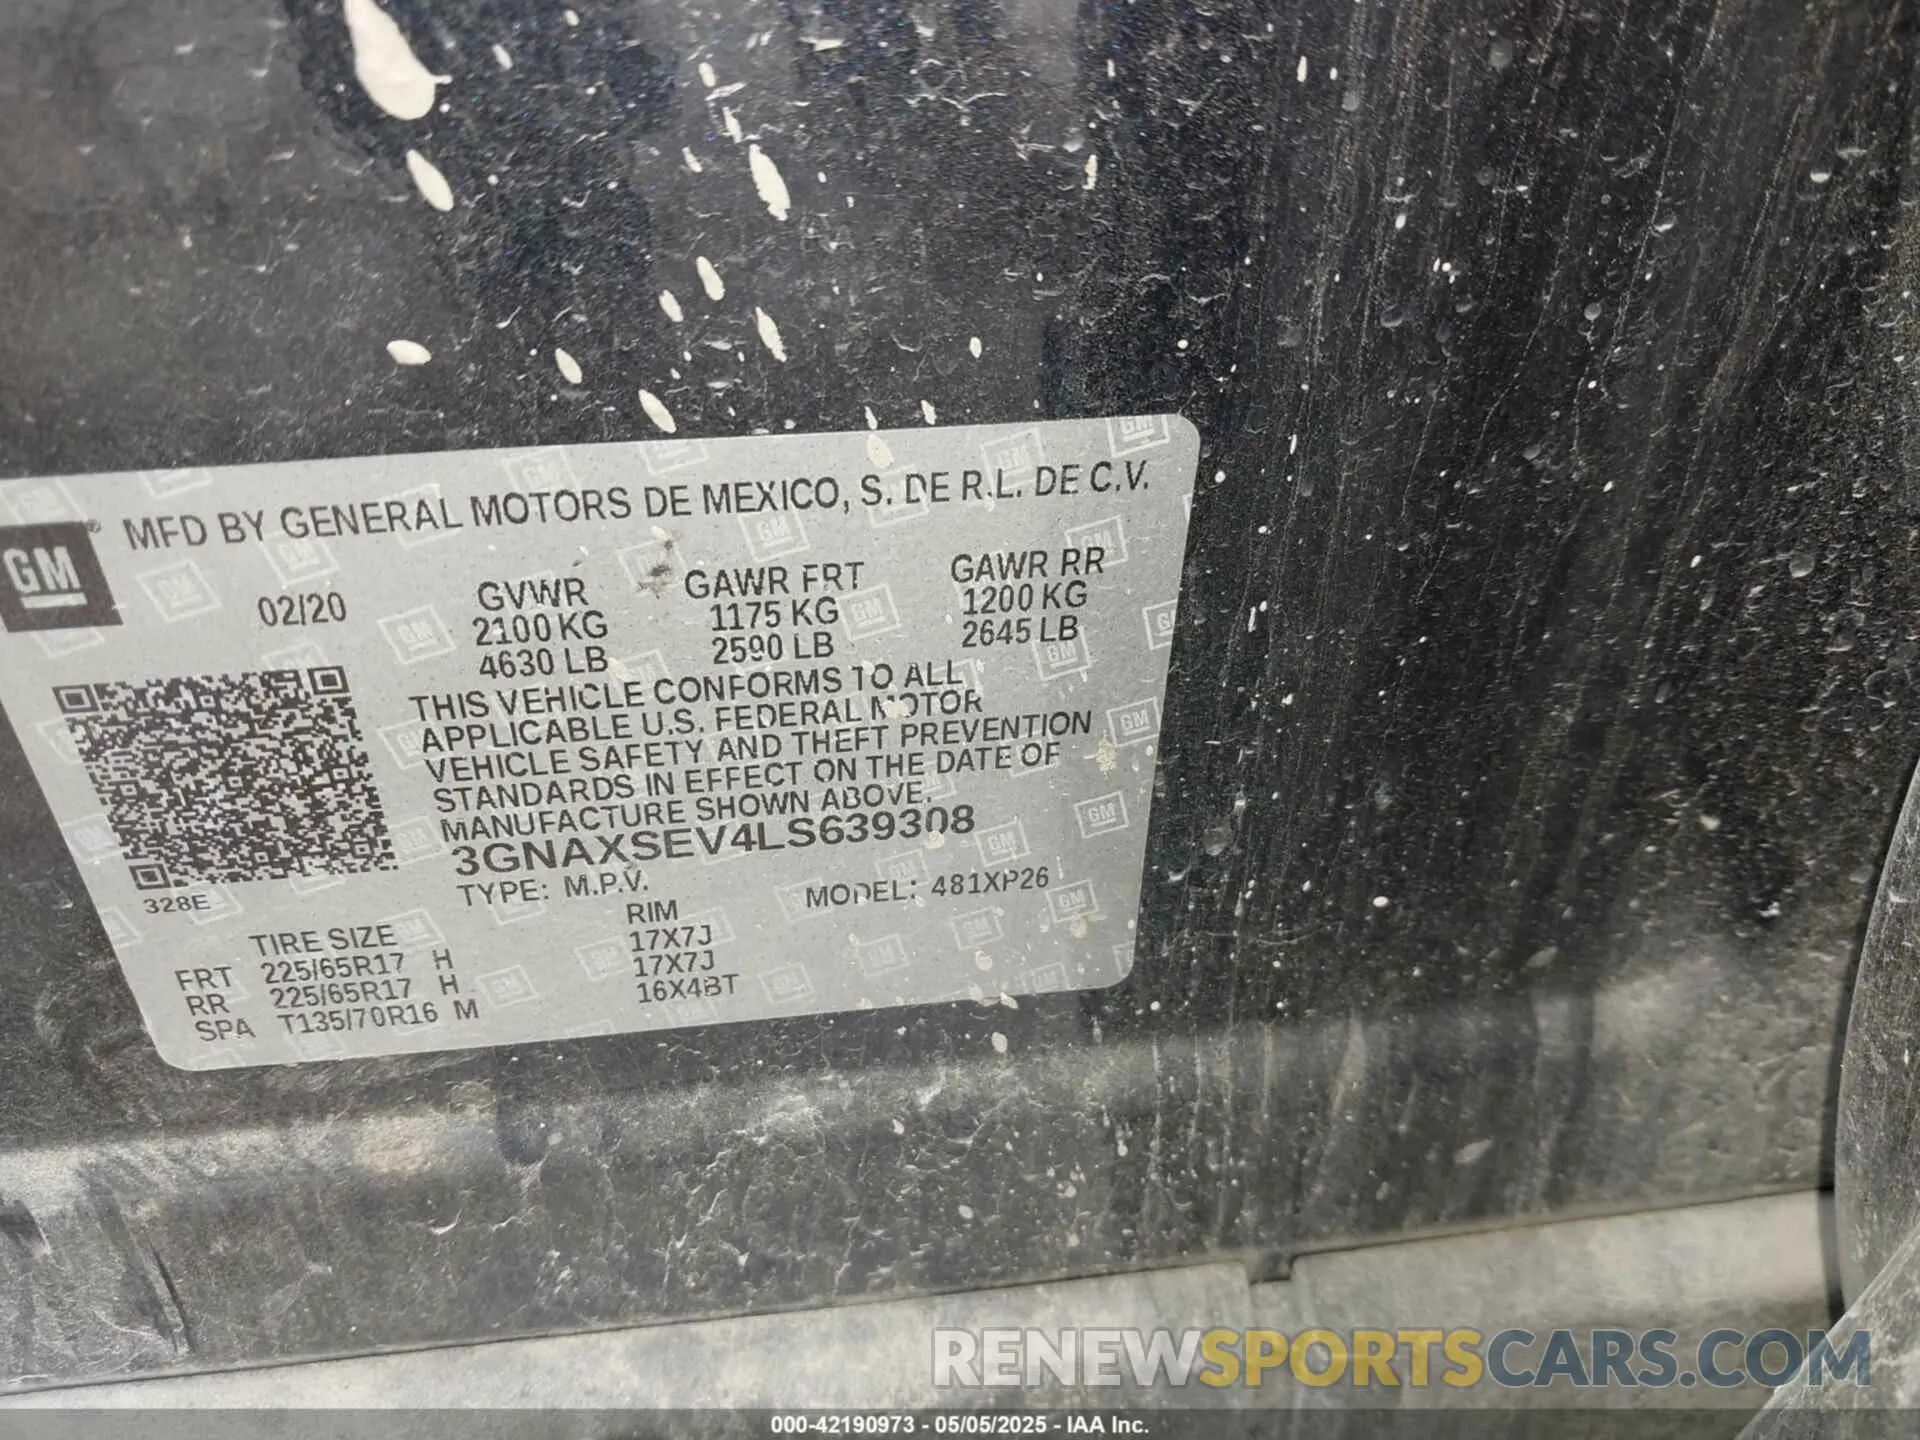 GM ® MFD BY GENERAL MOTORS DE MEXICO, S. DE R.L. DE C.V.
02/20
GVWR GAWR FRT GAWR RR
2100 KG 1175 KG 1200 KG
4630 LB 2590 LB 2645 LB
THIS VEHICLE CONFORMS TO ALL
APPLICABLE U.S. FEDERAL MOTOR
VEHICLE SAFETY AND THEFT PREVENTION
STANDARDS IN EFFECT ON THE DATE OF
MANUFACTURE SHOWN ABOVE.
3GNAXSEV4LS639308
TYPE: M.P.V. MODEL: 481XP26
328E
TIRE SIZE RIM
FRT 225/65R17 H 17X7J
RR 225/65R17 H 17X7J
SPA T135/70R16 M 16X4BT
RENEWSPORTSCARS.COM
000-42190973 - 05/05/2025 - IAA Inc.